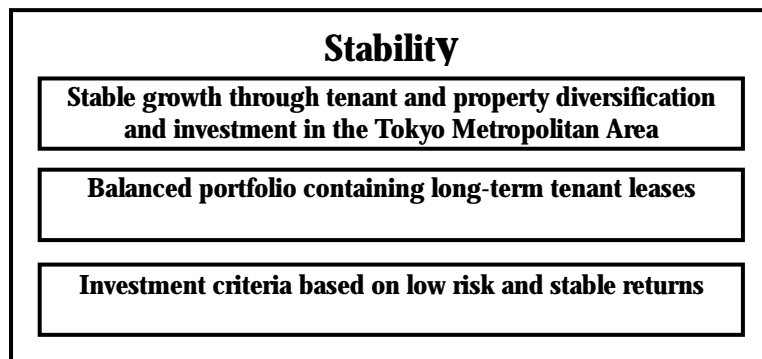 Stability
Stable growth through tenant and property diversification
and investment in the Tokyo Metropolitan Area
Balanced portfolio containing long-term tenant leases
Investment criteria based on low risk and stable returns